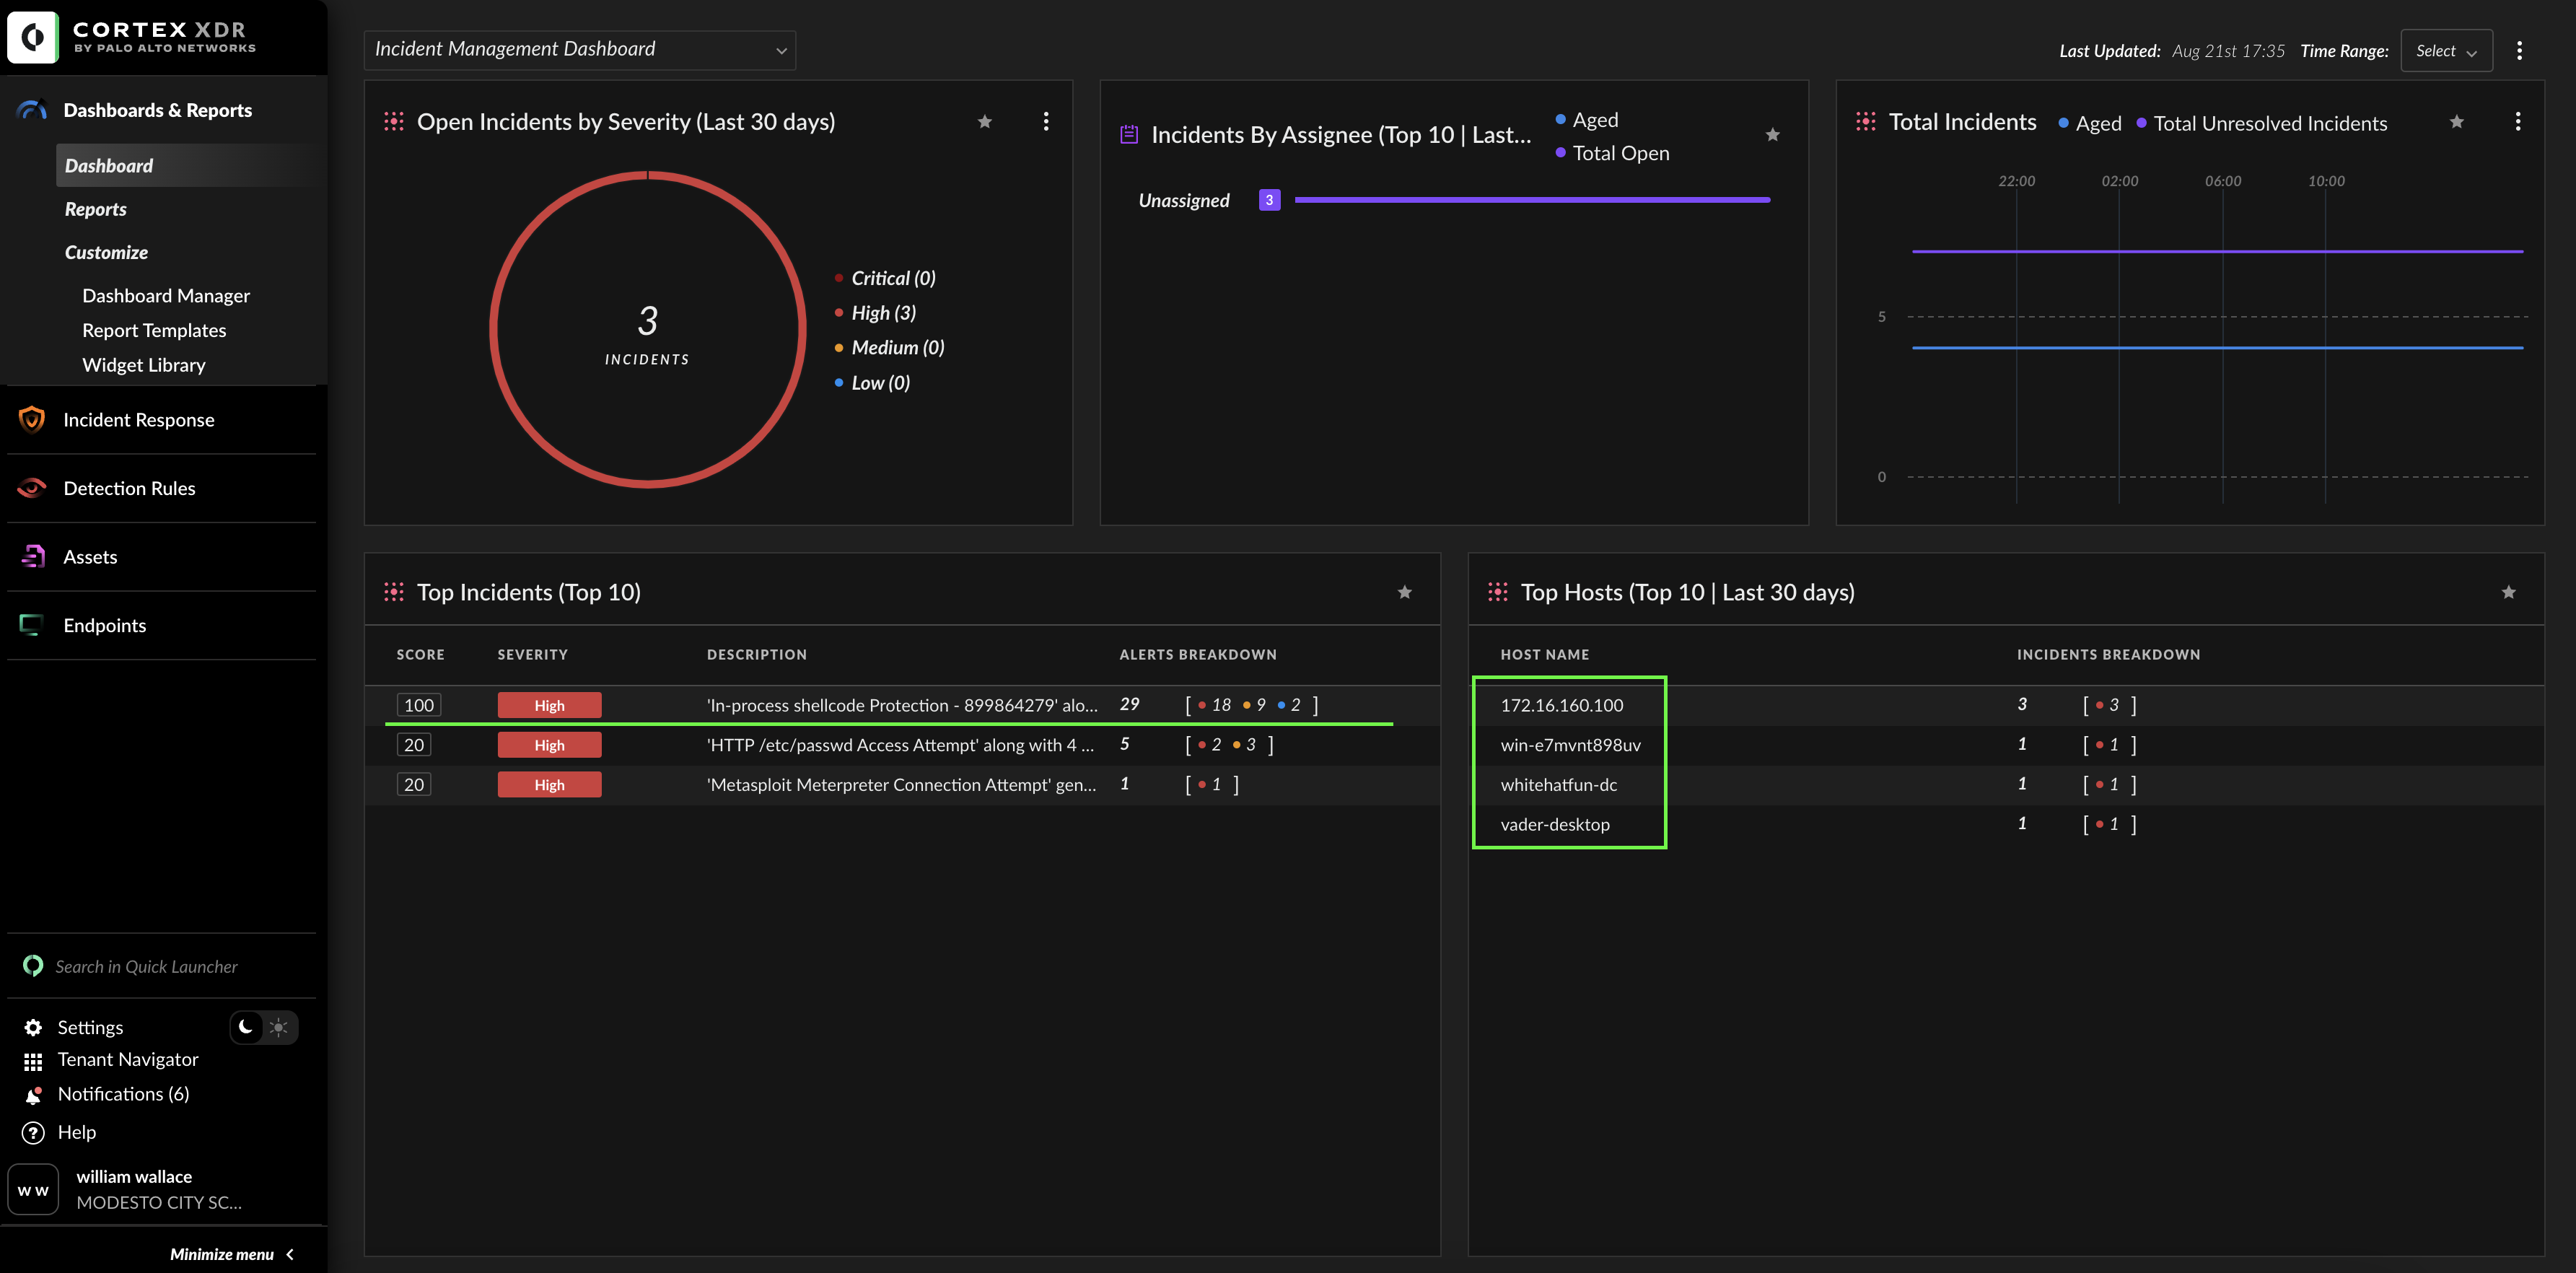 CORTEX XDR
BY PALO ALTO NETWORKS
Dashboards & Reports
Dashboard
Reports
Customize
Dashboard Manager
Report Templates
Widget Library
Incident Response
Detection Rules
Assets
Endpoints
Search in Quick Launcher
Settings
Tenant Navigator
Notifications (6)
Help
W W
william wallace
MODESTO CITY SC...
Minimize menu
Incident Management Dashboard
Last Updated: Aug 21st 17:35 Time Range: Select
Open Incidents by Severity (Last 30 days)
3
INCIDENTS
Critical (0)
High (3)
Medium (0)
Low (0)
Incidents By Assignee (Top 10 | Last...
Aged
Total Open
Unassigned 3
Total Incidents Aged Total Unresolved Incidents
22:00 02:00 06:00 10:00
5
0
Top Incidents (Top 10)
SCORE SEVERITY DESCRIPTION ALERTS BREAKDOWN
100 High 'In-process shellcode Protection - 899864279' alo... 29 [ 18 9 2 ]
20 High 'HTTP /etc/passwd Access Attempt' along with 4 ... 5 [ 2 3 ]
20 High 'Metasploit Meterpreter Connection Attempt' gen... 1 [ 1 ]
Top Hosts (Top 10 | Last 30 days)
HOST NAME INCIDENTS BREAKDOWN
172.16.160.100 3 [ 3 ]
win-e7mvnt898uv 1 [ 1 ]
whitehatfun-dc 1 [ 1 ]
vader-desktop 1 [ 1 ]